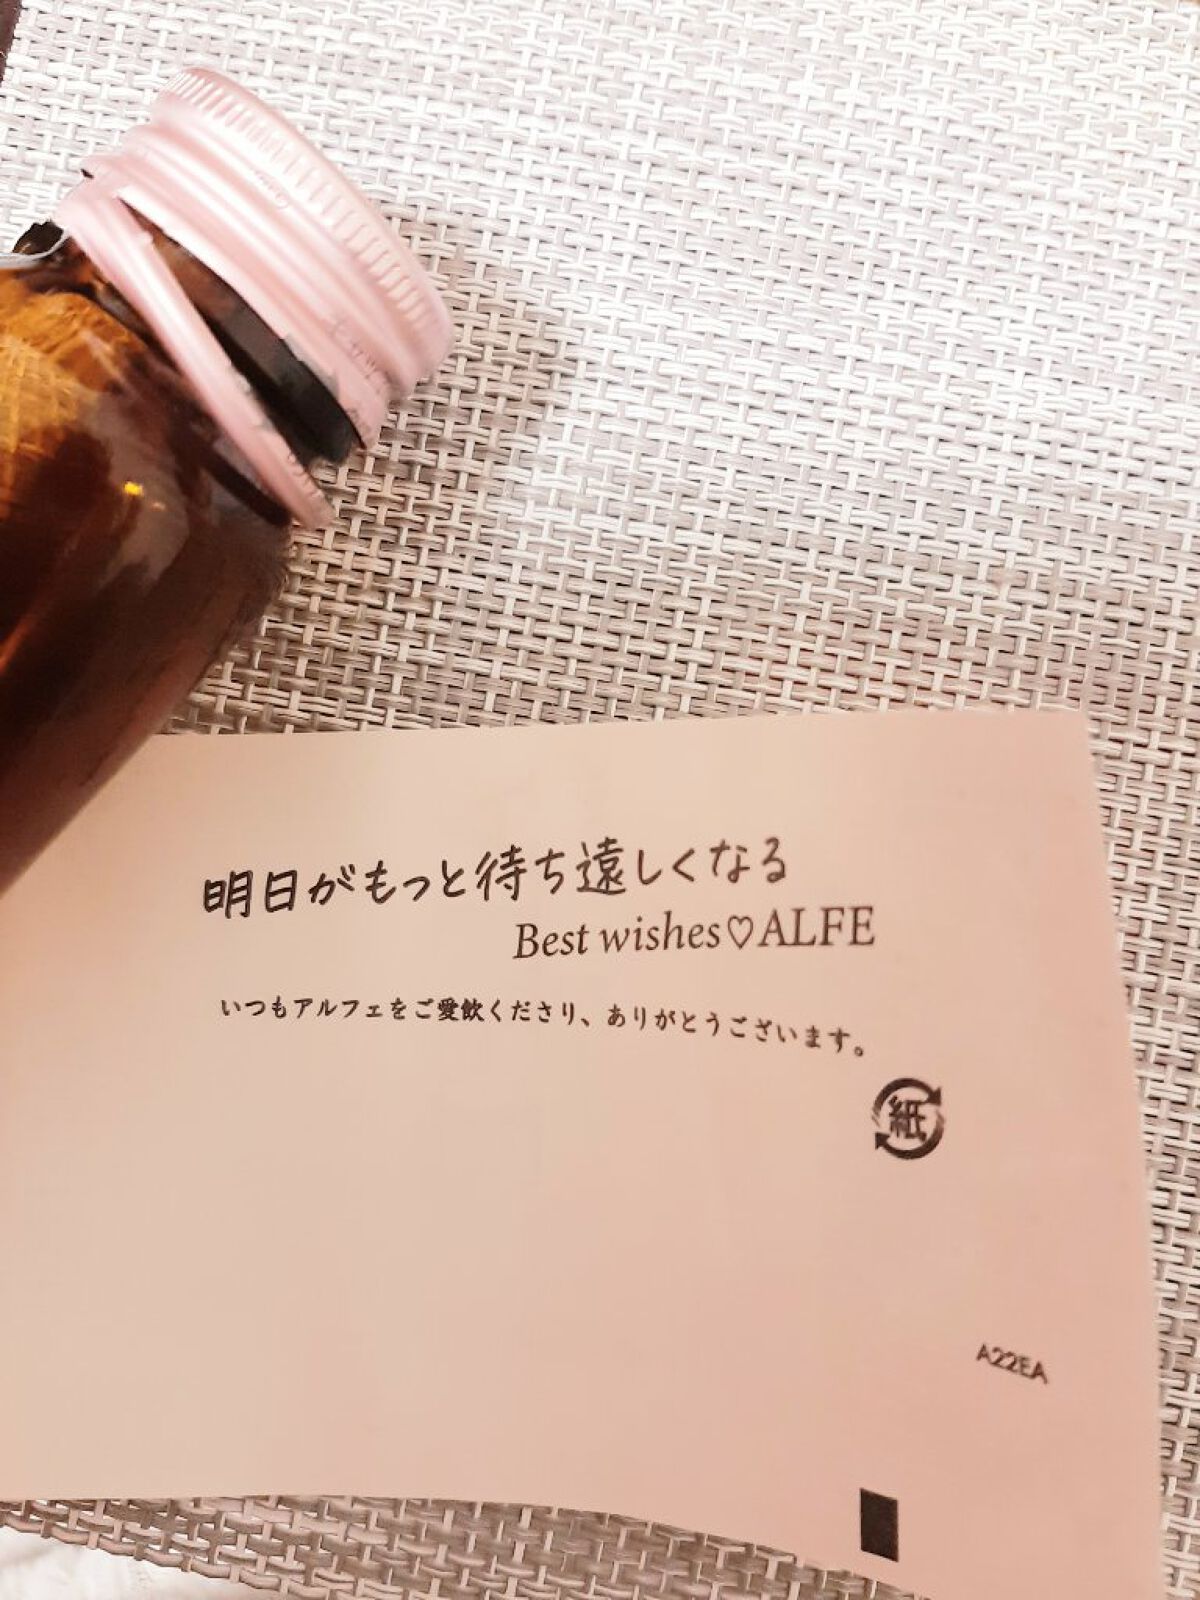 明日がもっと待ち遠しくなる
Best wishes♡ALFE
いつもアルフェをご愛飲くださり、ありがとうございます。
紙
A22EA